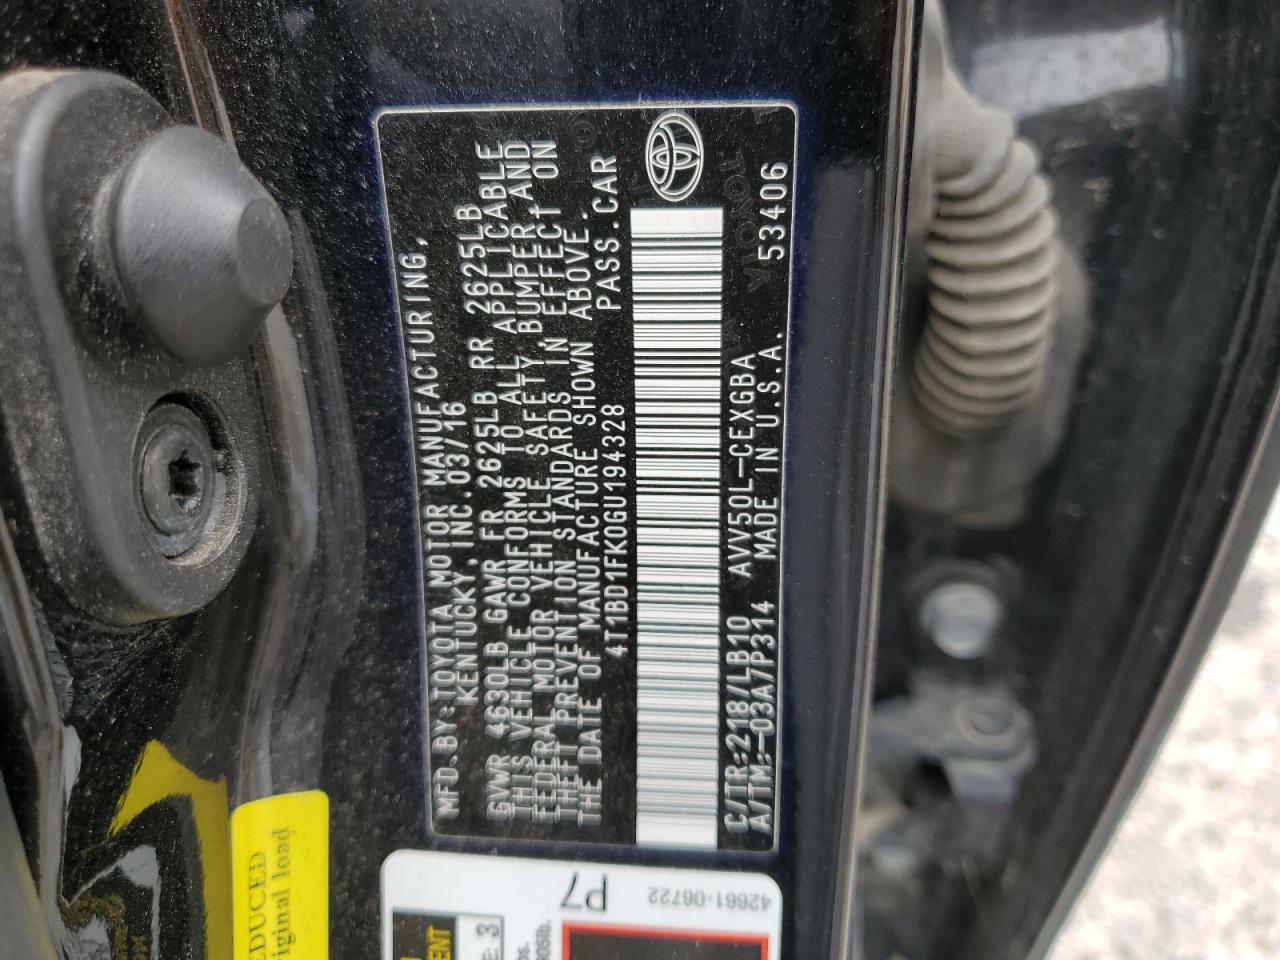 MFD.BY:TOYOTA MOTOR MANUFACTURING,
KENTUCKY, INC. 03/16
GVWR 4630LB GAWR FR 2625LB RR 2625LB
THIS VEHICLE CONFORMS TO ALL APPLICABLE
FEDERAL MOTOR VEHICLE SAFETY, BUMPER, AND
THEFT PREVENTION STANDARDS IN EFFECT ON
THE DATE OF MANUFACTURE SHOWN ABOVE.
4T1BD1FK0GU194328 PASS.CAR
C/TR:218/LB10 AVV50L-CEXGBA
A/TM:-03A/P314 MADE IN U.S.A. 53406
TOYOTA
P7
42661-06722